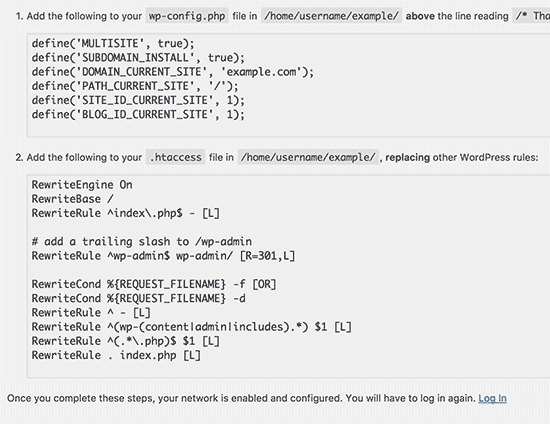 1. Add the following to your wp-config.php file in /home/username/example/ above the line reading /* Tha
define('MULTISITE', true);
define('SUBDOMAIN_INSTALL', true);
define('DOMAIN_CURRENT_SITE', 'example.com');
define('PATH_CURRENT_SITE', '/');
define('SITE_ID_CURRENT_SITE', 1);
define('BLOG_ID_CURRENT_SITE', 1);
2. Add the following to your .htaccess file in /home/username/example/ , replacing other WordPress rules:
RewriteEngine On
RewriteBase /
RewriteRule ^index\.php$ - [L]
# add a trailing slash to /wp-admin
RewriteRule ^wp-admin$ wp-admin/ [R=301,L]
RewriteCond %{REQUEST_FILENAME} -f [OR]
RewriteCond %{REQUEST_FILENAME} -d
RewriteRule ^ - [L]
RewriteRule ^(wp-(content|admin|includes).*) $1 [L]
RewriteRule ^(.*\.php)$ $1 [L]
RewriteRule . index.php [L]
Once you complete these steps, your network is enabled and configured. You will have to log in again. Log In